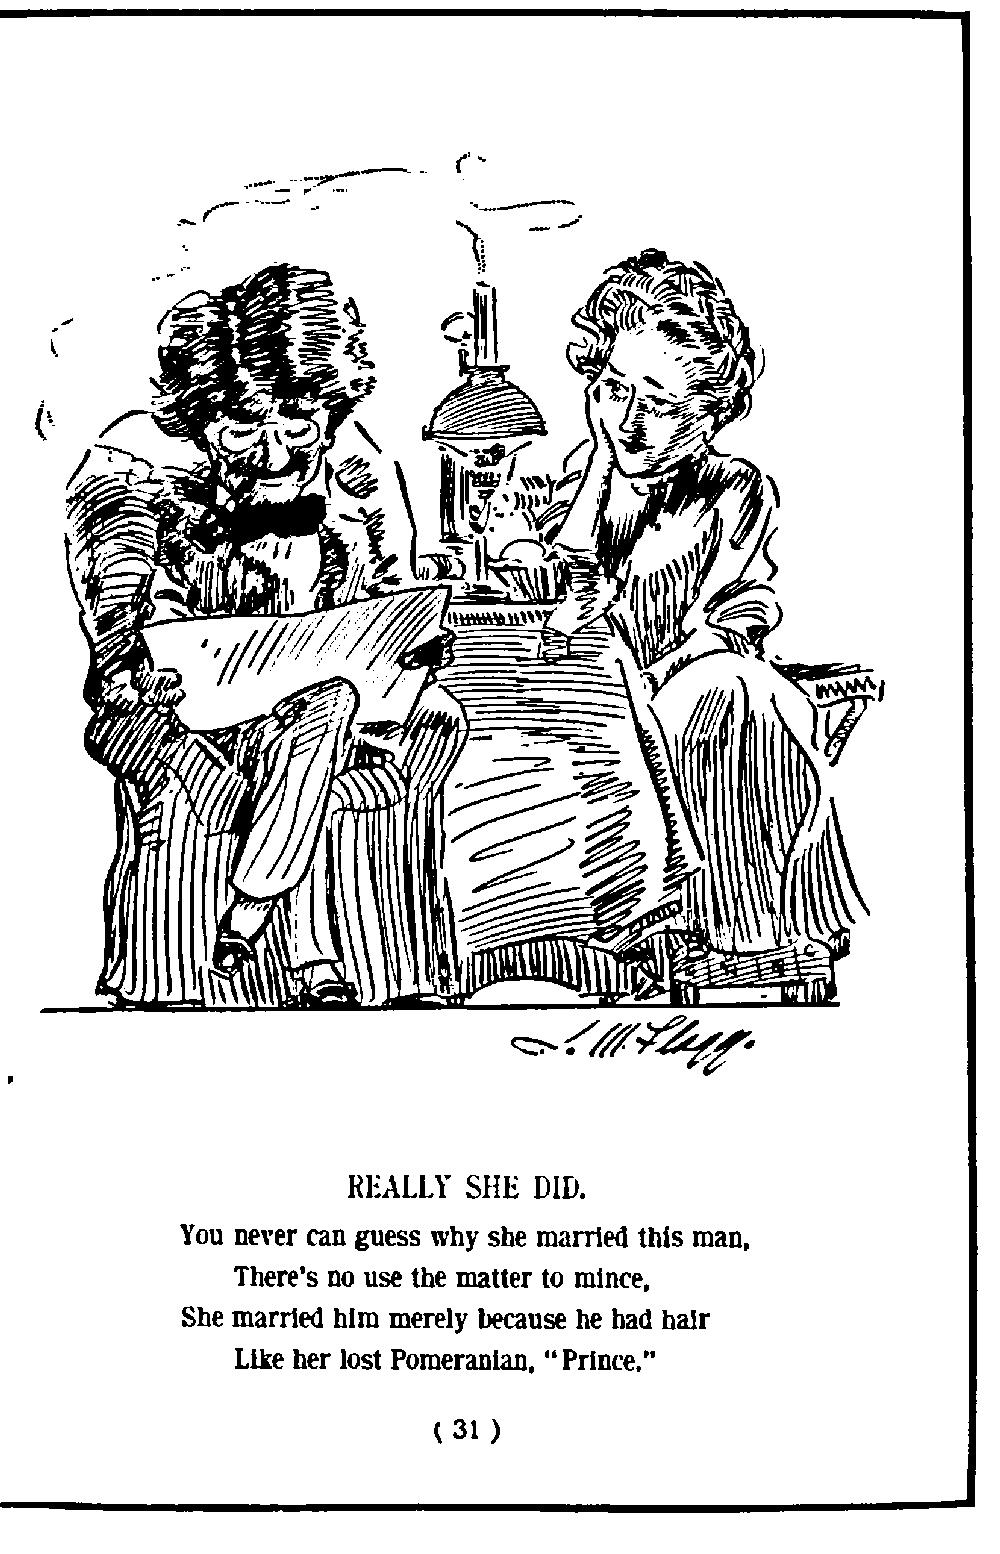 J. M. Flagg.
REALLY SHE DID.
You never can guess why she married this man,
There's no use the matter to mince,
She married him merely because he had hair
Like her lost Pomeranian, "Prince."
( 31 )